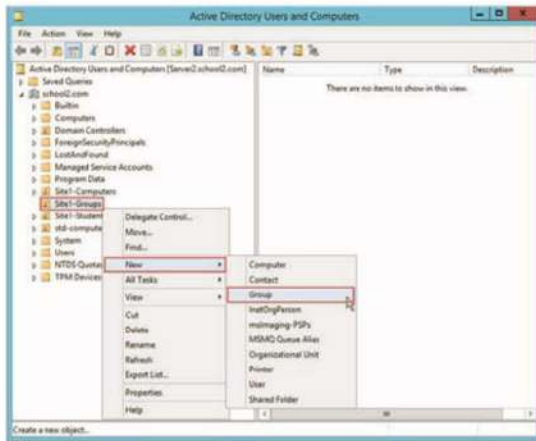 Active Directory Users and Computers
File Action View Help
Active Directory Users and Computers [Server2.school2.com]
Saved Queries
school2.com
Builtin
Computers
Domain Controllers
ForeignSecurityPrincipals
LostAndFound
Managed Service Accounts
Program Data
Site1-Computers
Site1-Groups
Site1-Student
std-compute
System
Users
NTDS Quotas
TPM Devices
Name Type Description
There are no items to show in this view.
Delegate Control...
Move...
Find...
New
All Tasks
View
Cut
Delete
Rename
Refresh
Export List...
Properties
Help
Computer
Contact
Group
InetOrgPerson
msImaging-PSPs
MSMQ Queue Alias
Organizational Unit
Printer
User
Shared Folder
Create a new object...